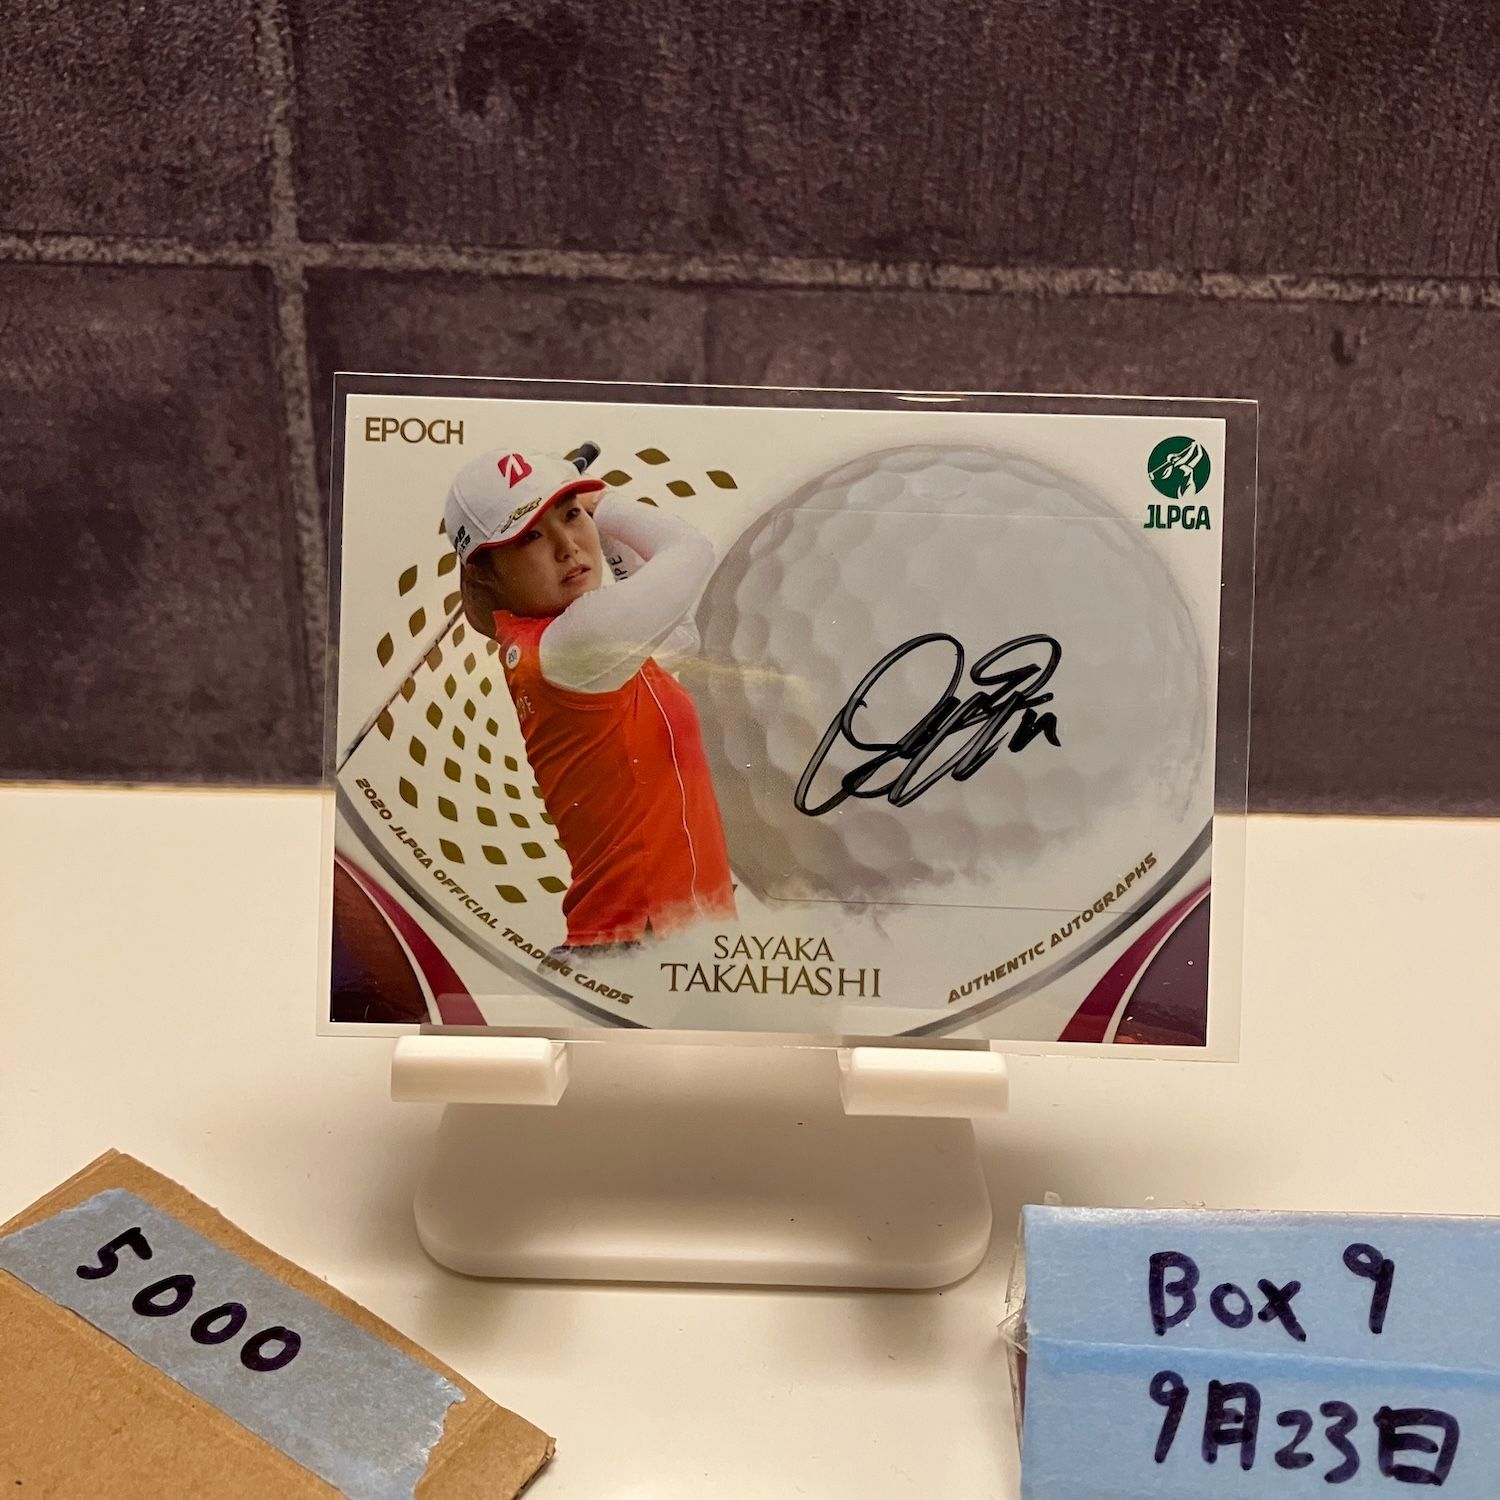 EPOCH
JLPGA
2020 JLPGA OFFICIAL TRADING CARDS
SAYAKA
TAKAHASHI
AUTHENTIC AUTOGRAPHS
5000
Box 9
9月23日